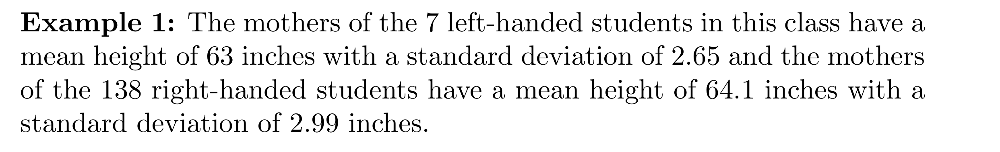 Example 1: The mothers of the 7 left-handed students in this class have a
mean height of 63 inches with a standard deviation of 2.65 and the mothers
of the 138 right-handed students have a mean height of 64.1 inches with a
standard deviation of 2.99 inches.